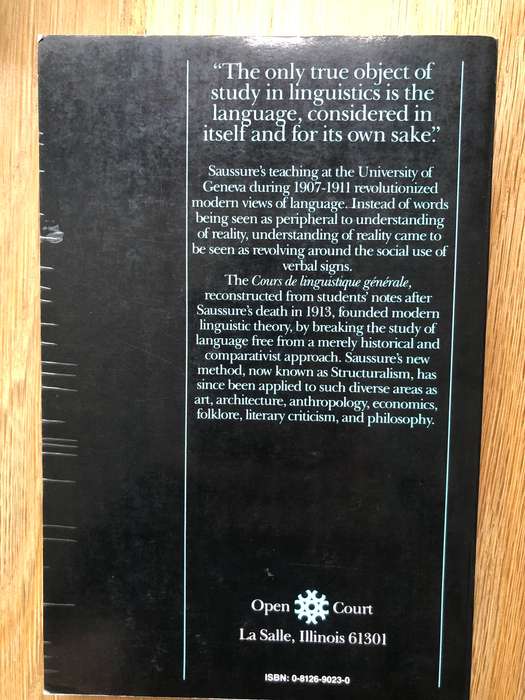 “The only true object of
study in linguistics is the
language, considered in
itself and for its own sake.”
Saussure's teaching at the University of
Geneva during 1907-1911 revolutionized
modern views of language. Instead of words
being seen as peripheral to understanding
of reality, understanding of reality came to
be seen as revolving around the social use of
verbal signs.
The Cours de linguistique générale,
reconstructed from students' notes after
Saussure's death in 1913, founded modern
linguistic theory, by breaking the study of
language free from a merely historical and
comparativist approach. Saussure's new
method, now known as Structuralism, has
since been applied to such diverse areas as
art, architecture, anthropology, economics,
folklore, literary criticism, and philosophy.
Open Court
La Salle, Illinois 61301
ISBN: 0-8126-9023-0